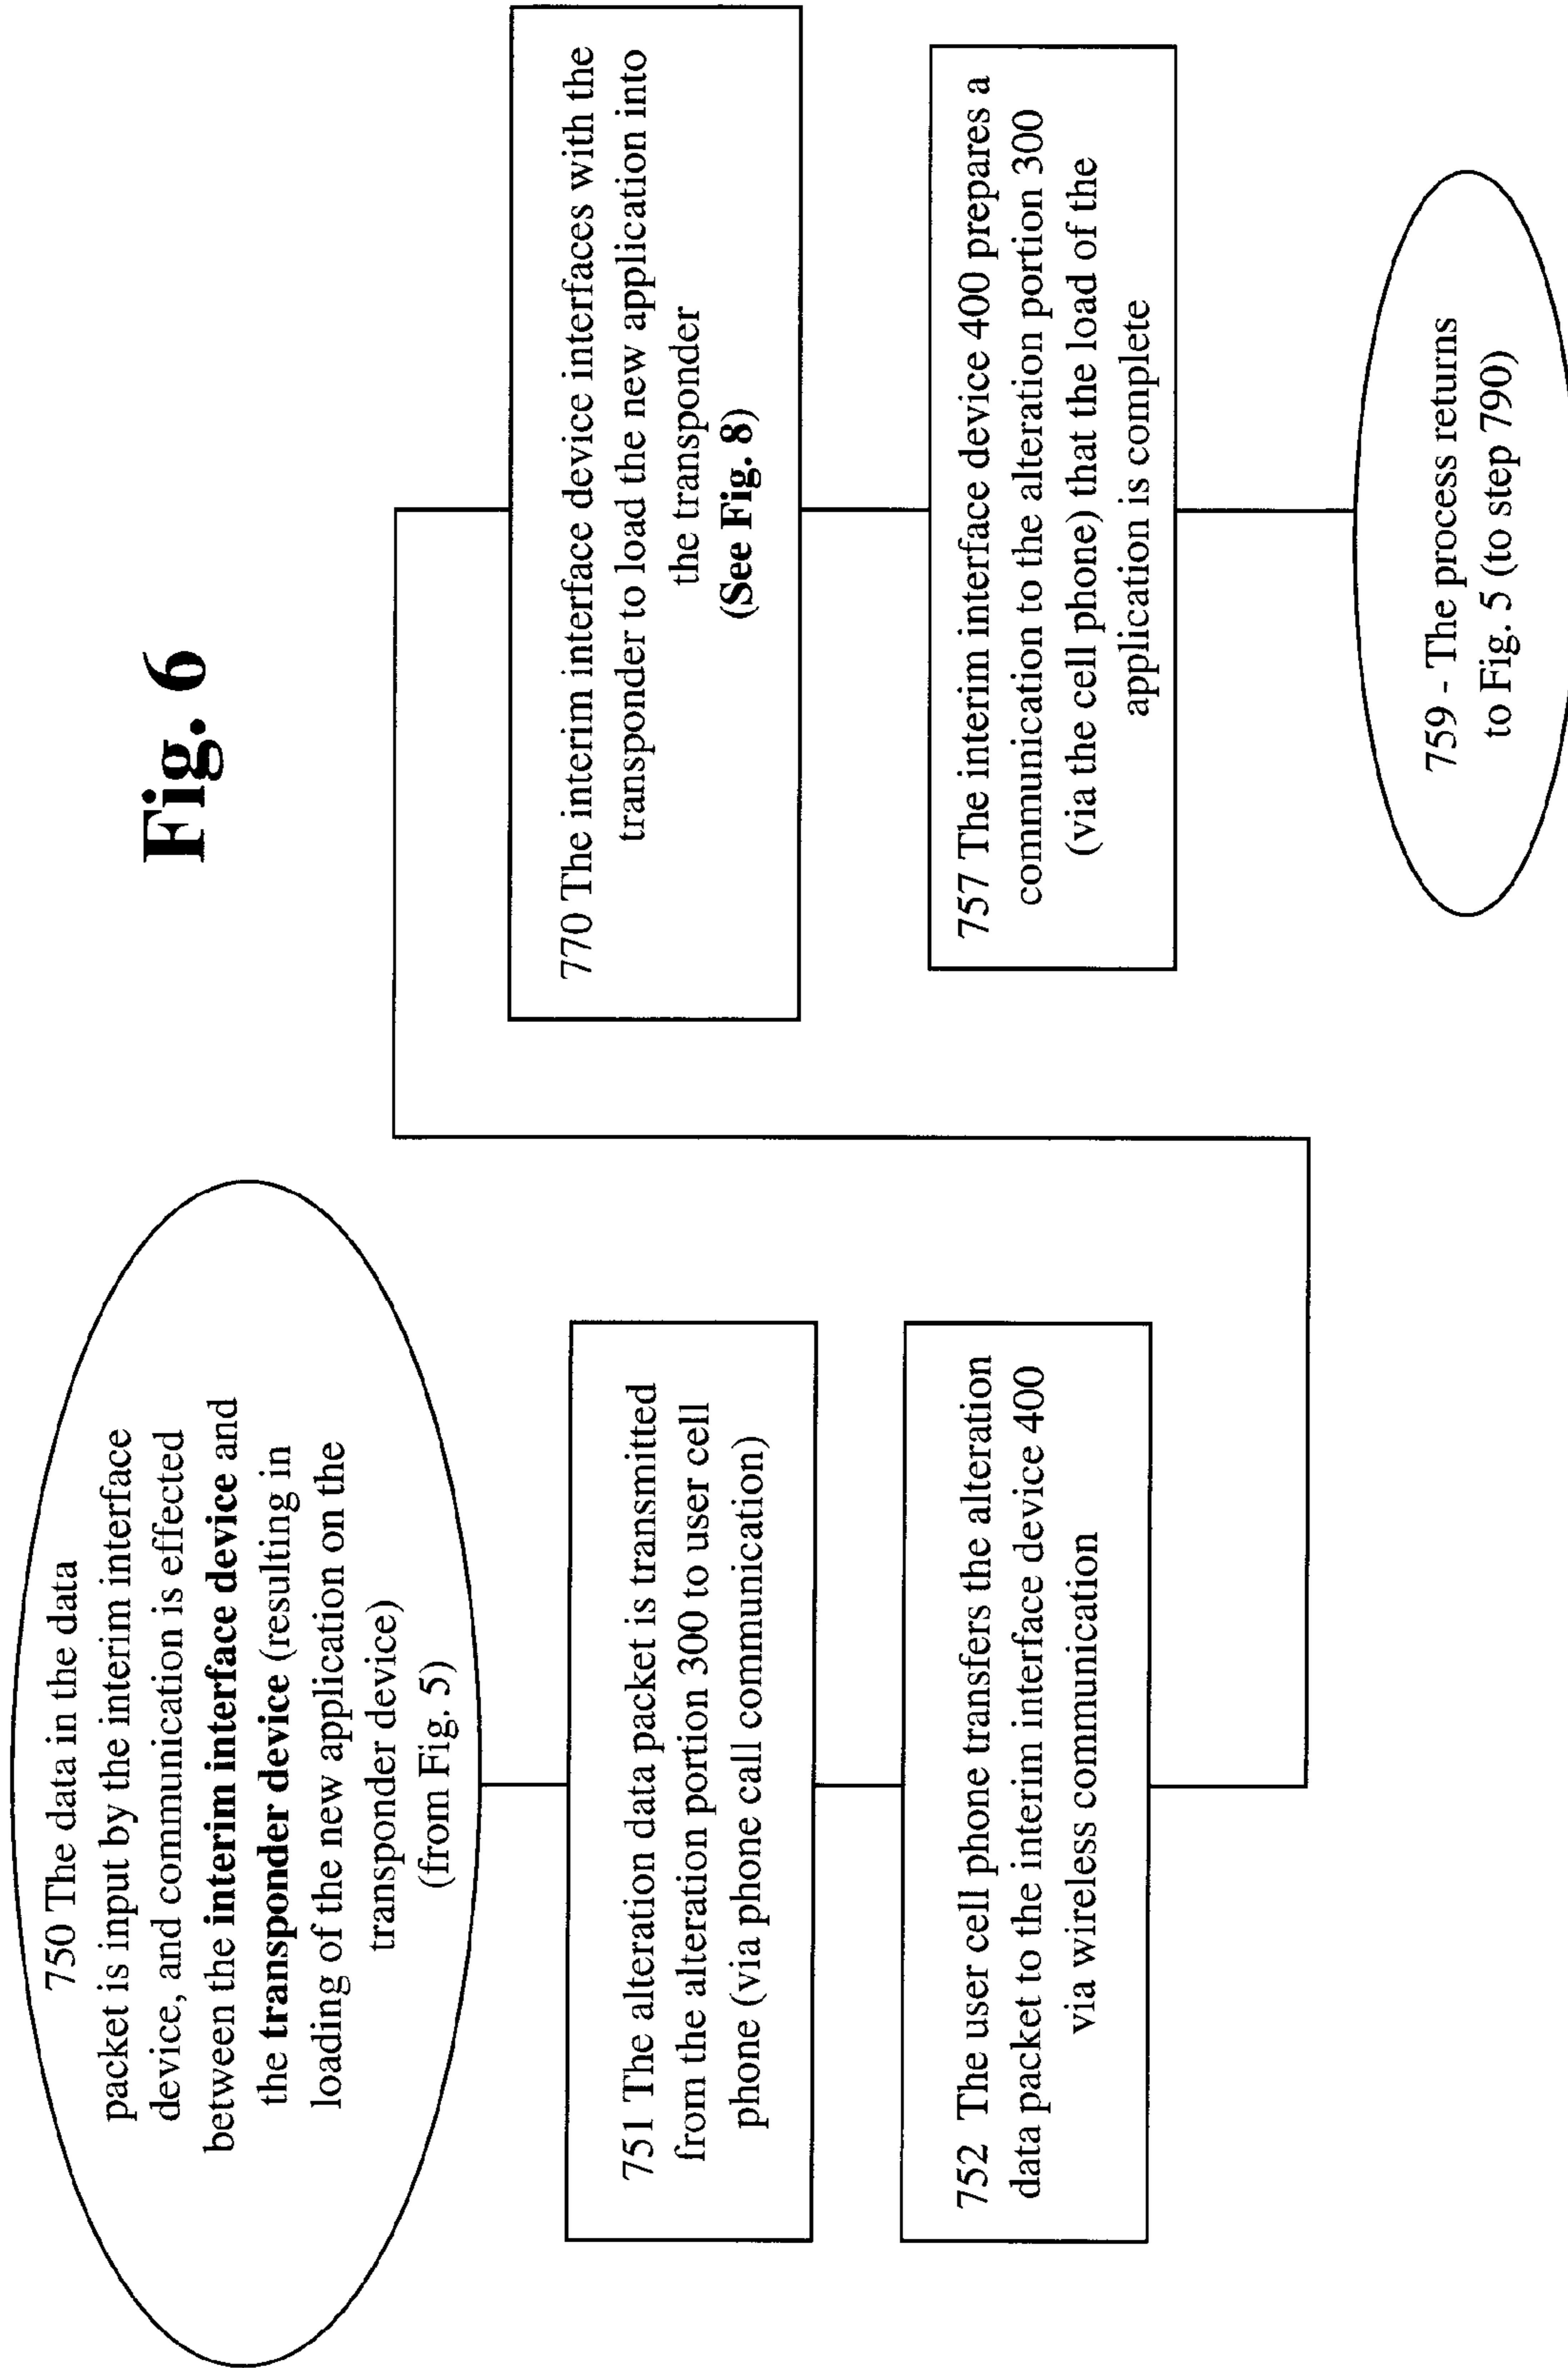 Fig. 6
750 The data in the data
packet is input by the interim interface
device, and communication is effected
between the interim interface device and
the transponder device (resulting in
loading of the new application on the
transponder device)
(from Fig. 5)
751 The alteration data packet is transmitted
from the alteration portion 300 to user cell
phone (via phone call communication)
752 The user cell phone transfers the alteration
data packet to the interim interface device 400
via wireless communication
770 The interim interface device interfaces with the
transponder to load the new application into
the transponder
(See Fig. 8)
757 The interim interface device 400 prepares a
communication to the alteration portion 300
(via the cell phone) that the load of the
application is complete
759 - The process returns
to Fig. 5 (to step 790)